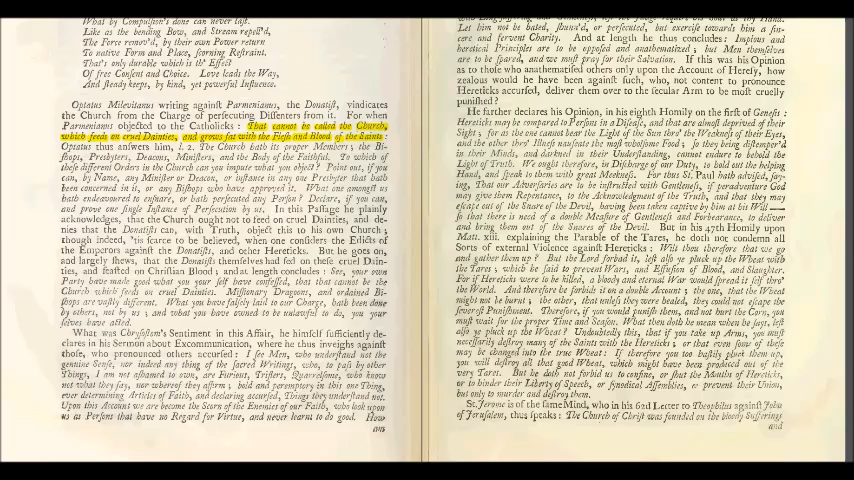 What by Compulsion's done can never last.
Like as the bending Bow, and Stream repell'd,
The Force remov'd, by their own Power return
To native Form and Place, scorning Restraint.
That's only durable which is th' Effect
Of free Consent and Choice. Love leads the Way,
And steady keeps, by kind, yet powerful Influence.
Optatus Milevitanus writing against Parmenianus, the Donatist, vindicates
the Church from the Charge of persecuting Dissenters from it. For when
Parmenianus objected to the Catholicks: That cannot be called the Church,
which feeds on cruel Dainties, and grows fat with the Flesh and Blood of the Saints:
Optatus thus answers him, l. 2. The Church hath its proper Members; the Bi-
shops, Presbyters, Deacons, Ministers, and the Body of the Faithful. To which of
these different Orders in the Church can you impute what you object? Point out, if you
can, by Name, any Minister or Deacon, or instance in any one Presbyter that hath
been concerned in it, or any Bishops who have approved it. What one amongst us
hath endeavoured to ensnare, or hath persecuted any Person? Declare, if you can,
and prove one single Instance of Persecution by us. In this Passage he plainly
acknowledges, that the Church ought not to feed on cruel Dainties, and de-
nies that the Donatists can, with Truth, object this to his own Church;
though indeed, 'tis scarce to be believed, when one considers the Edicts of
the Emperors against the Donatists, and other Hereticks. But he goes on,
and largely shews, that the Donatists themselves had fed on these cruel Dain-
ties, and feasted on Christian Blood; and at length concludes: See, your own
Party have made good what you your self have confessed, that that cannot be the
Church which feeds on cruel Dainties. Missionary Dragons, and ordained Bi-
shops are vastly different. What you have falsely laid to our Charge, hath been done
by others, not by us; and what you have owned to be unlawful to do, you your
selves have acted.
What was Chrysostom's Sentiment in this Affair, he himself sufficiently de-
clares in his Sermon about Excommunication, where he thus inveighs against
those, who pronounced others accursed: I see Men, who understand not the
genuine Sense, nor indeed any thing of the Sacred Writings, who, to pass by other
Things, I am not ashamed to own, are Furious, Triflers, Quarrelsome, who know
not what they say, nor whereof they affirm; bold and peremptory in this one Thing,
ever determining Articles of Faith, and declaring accursed, Things they understand not.
Upon this Account we are become the Scorn of the Enemies of our Faith, who look upon
us as Persons that have no Regard for Virtue, and never learnt to do good. How
and
Let him not be hated, shunn'd, or persecuted, but exercise towards him a sin-
cere and fervent Charity. And at length he thus concludes: Impious and
heretical Principles are to be opposed and anathematized; but Men themselves
are to be spared, and we must pray for their Salvation. If this was his Opinion
as to those who anathematised others only upon the Account of Heresy, how
zealous would he have been against such, who, not content to pronounce
Hereticks accursed, deliver them over to the secular Arm to be most cruelly
punished?
He farther declares his Opinion, in his eighth Homily on the first of Genesis:
Hereticks may be compared to Persons in a Disease, and that are almost deprived of their
Sight; for as the one cannot bear the Light of the Sun thro' the Weakness of their Eyes,
and the other thro' Illness nauseate the most wholsome Food; so they being distemper'd
in their Minds, and darkned in their Understanding, cannot endure to behold the
Light of Truth. We ought therefore, in Discharge of our Duty, to hold out the helping
Hand, and speak to them with great Meekness. For thus St. Paul hath advised, say-
ing, That our Adversaries are to be instructed with Gentleness, if peradventure God
may give them Repentance, to the Acknowledgment of the Truth, and that they may
escape out of the Snare of the Devil, having been taken captive by him at his Will —
so that there is need of a double Measure of Gentleness and Forbearance, to deliver
and bring them out of the Snares of the Devil. But in his 47th Homily upon
Matt. xiii. explaining the Parable of the Tares, he doth not condemn all
Sorts of external Violence against Hereticks: Wilt thou therefore that we go
and gather them up? But the Lord forbad it, lest also ye pluck up the Wheat with
the Tares; which he said to prevent Wars, and Effusion of Blood, and Slaughter.
For if Hereticks were to be killed, a bloody and eternal War would spread it self thro'
the World. And therefore he forbids it on a double Account; the one, that the Wheat
might not be burnt; the other, that unless they were healed, they could not escape the
severest Punishment. Therefore, if you would punish them, and not hurt the Corn, you
must wait for the proper Time and Season. What then doth he mean when he says, lest
also ye pluck up the Wheat? Undoubtedly this, that if you take up Arms, you must
necessarily destroy many of the Saints with the Hereticks; or that even some of these
may be changed into the true Wheat: If therefore you too hastily pluck them up,
you will destroy all that good Wheat, which might have been produced out of the
very Tares. But he doth not forbid us to confine, or shut the Mouths of Hereticks,
or to hinder their Liberty of Speech, or synodical Assemblies, or prevent their Union,
but only to murder and destroy them.
St. Jerome is of the same Mind, who in his 62d Letter to Theophilus against John
of Jerusalem, thus speaks: The Church of Christ was founded on the bloody Sufferings
and